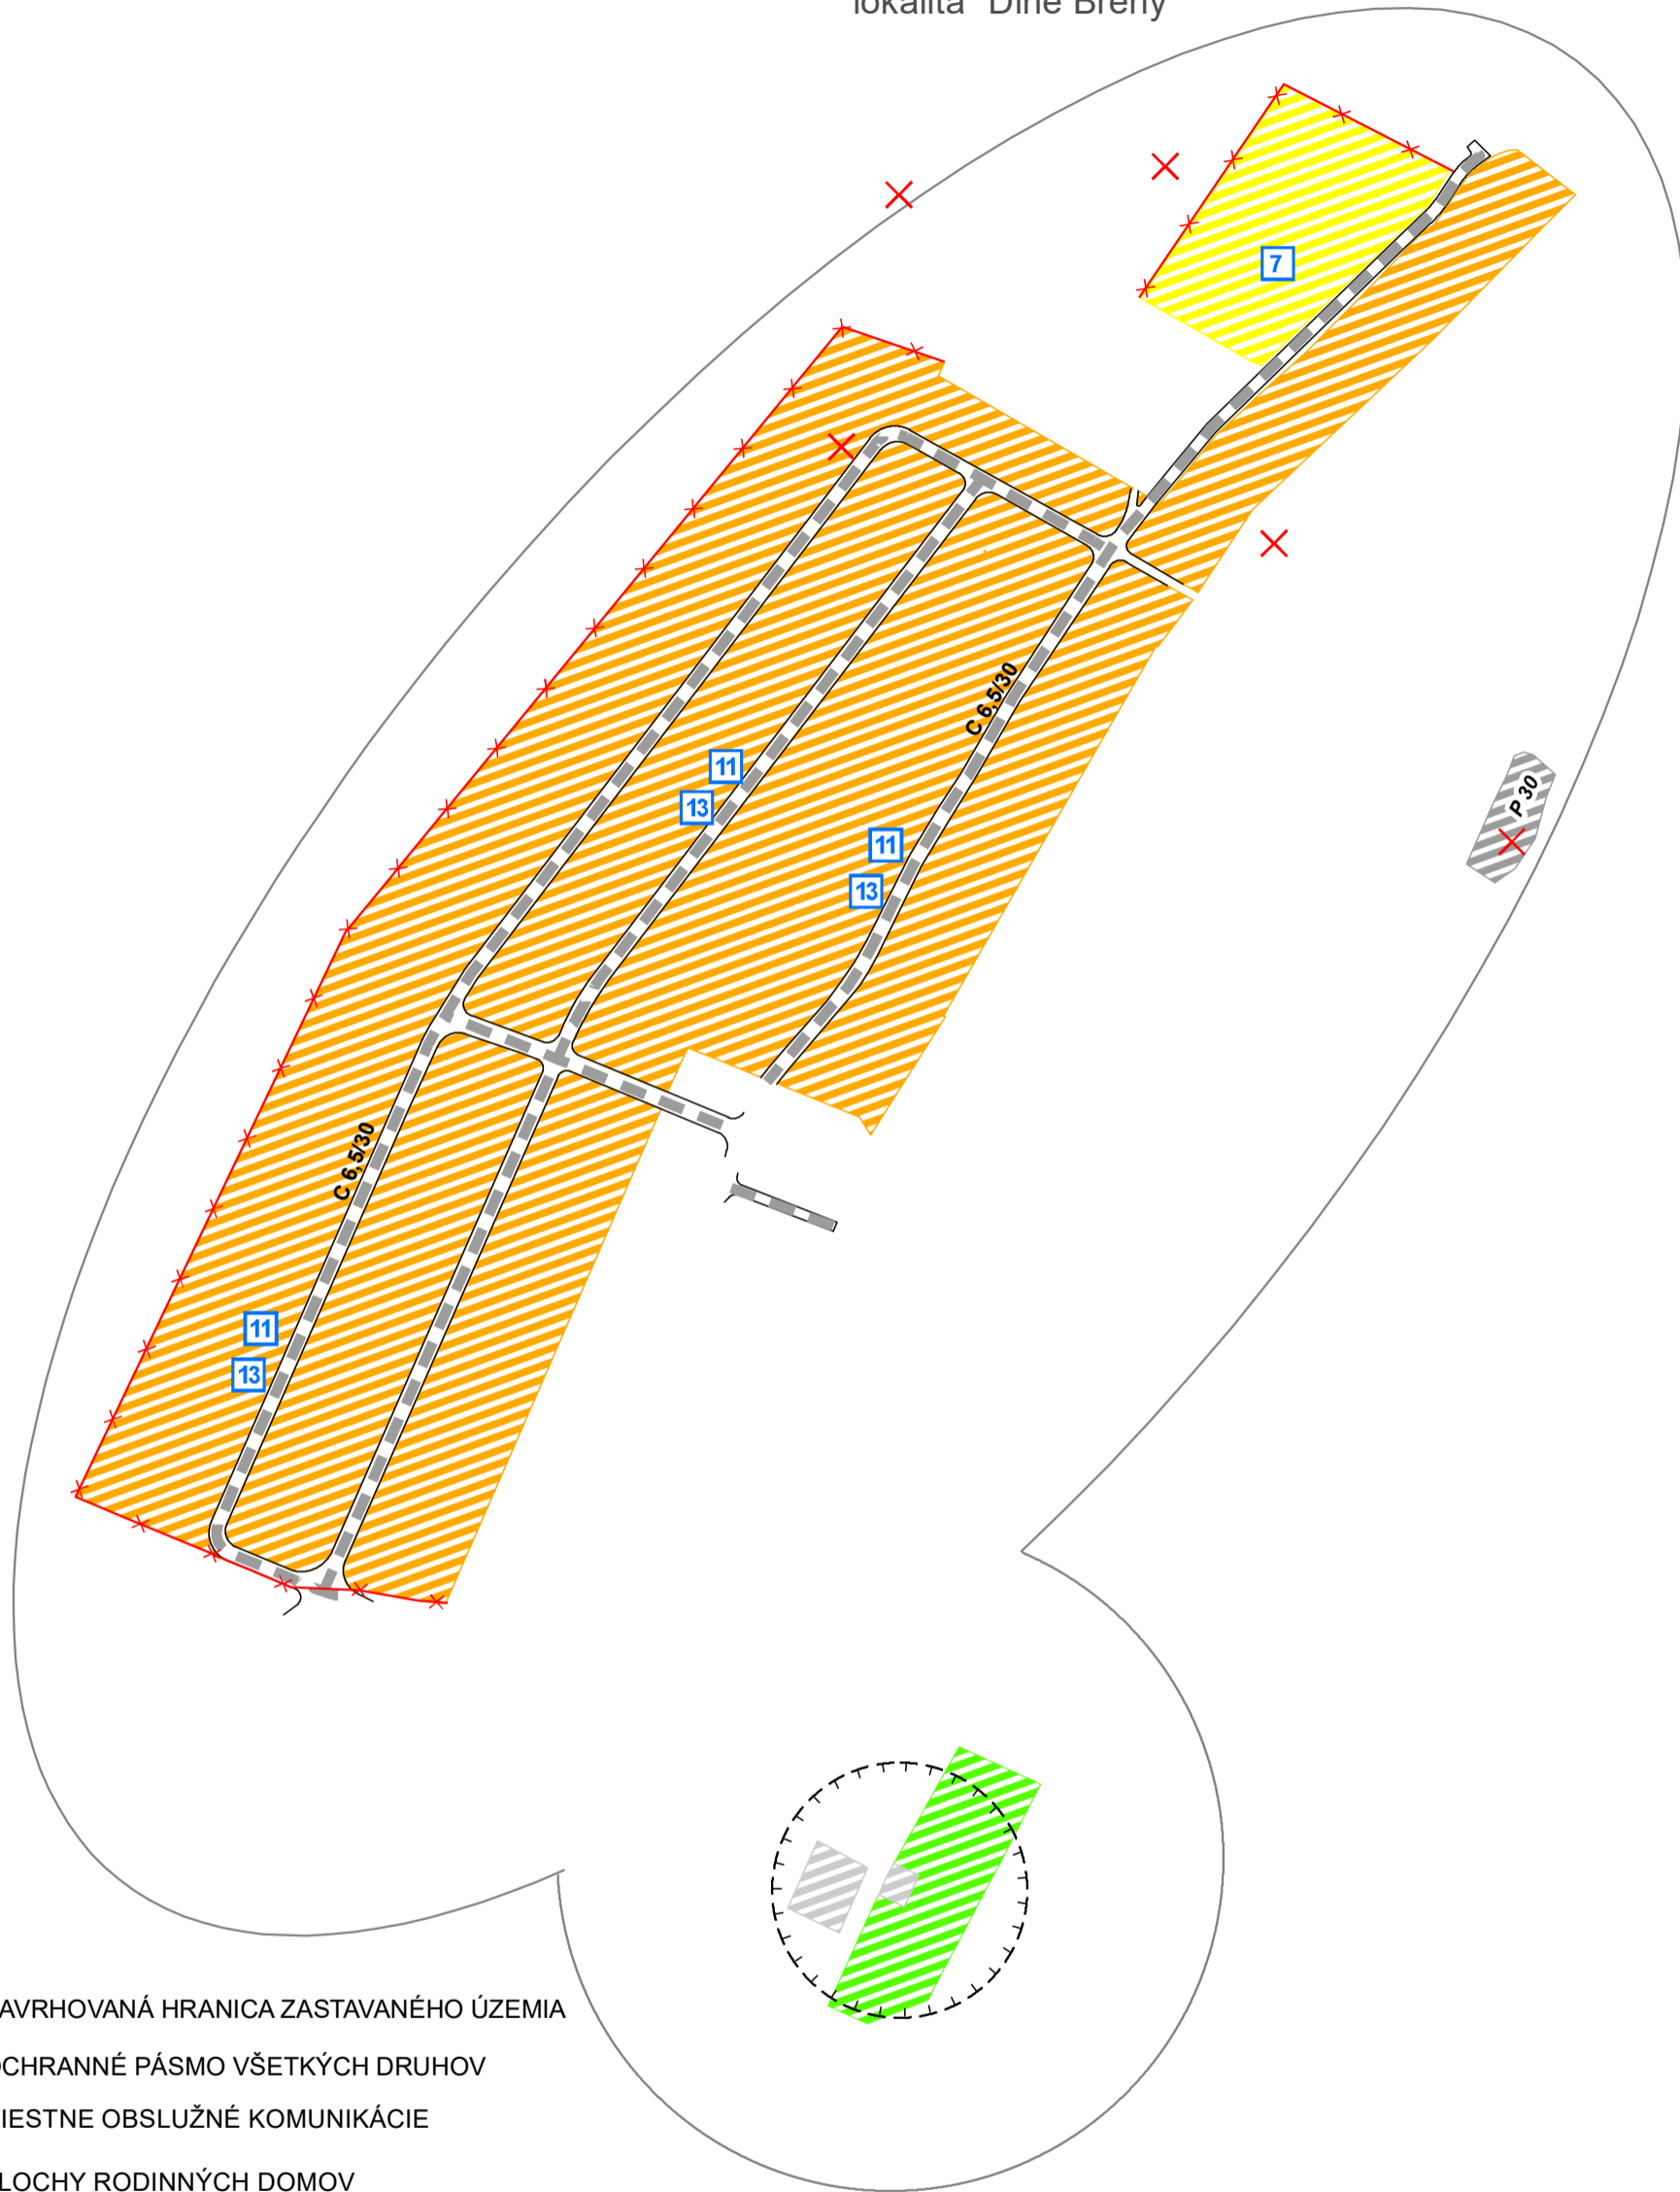 lokalita "Dlhé Brehy"
7
C 6,5/30
11
13
P 30
11
13
C 6,5/30
11
13
AVRHOVANÁ HRANICA ZASTAVANÉHO ÚZEMIA
OCHRANNÉ PÁSMO VŠETKÝCH DRUHOV
IESTNE OBSLUŽNÉ KOMUNIKÁCIE
LOCHY RODINNÝCH DOMOV